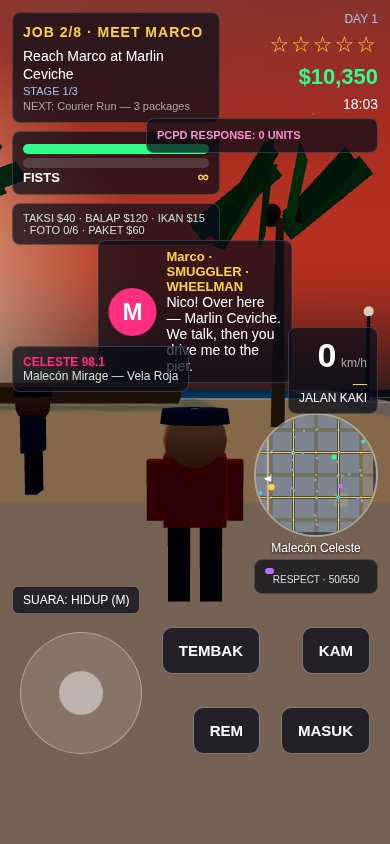 JOB 2/8 · MEET MARCO
Reach Marco at Marlin
Ceviche
STAGE 1/3
NEXT: Courier Run — 3 packages
DAY 1
☆☆☆☆☆
$10,350
18:03
PCPD RESPONSE: 0 UNITS
FISTS
∞
TAKSI $40 · BALAP $120 · IKAN $15
· FOTO 0/6 · PAKET $60
Marco ·
SMUGGLER ·
WHEELMAN
M
Nico! Over here
— Marlin Ceviche.
We talk, then you
drive me to the
pier.
CELESTE 98.1
Malecón Mirage — Vela Roja
0 km/h
—
JALAN KAKI
Malecón Celeste
RESPECT · 50/550
SUARA: HIDUP (M)
TEMBAK
KAM
REM
MASUK